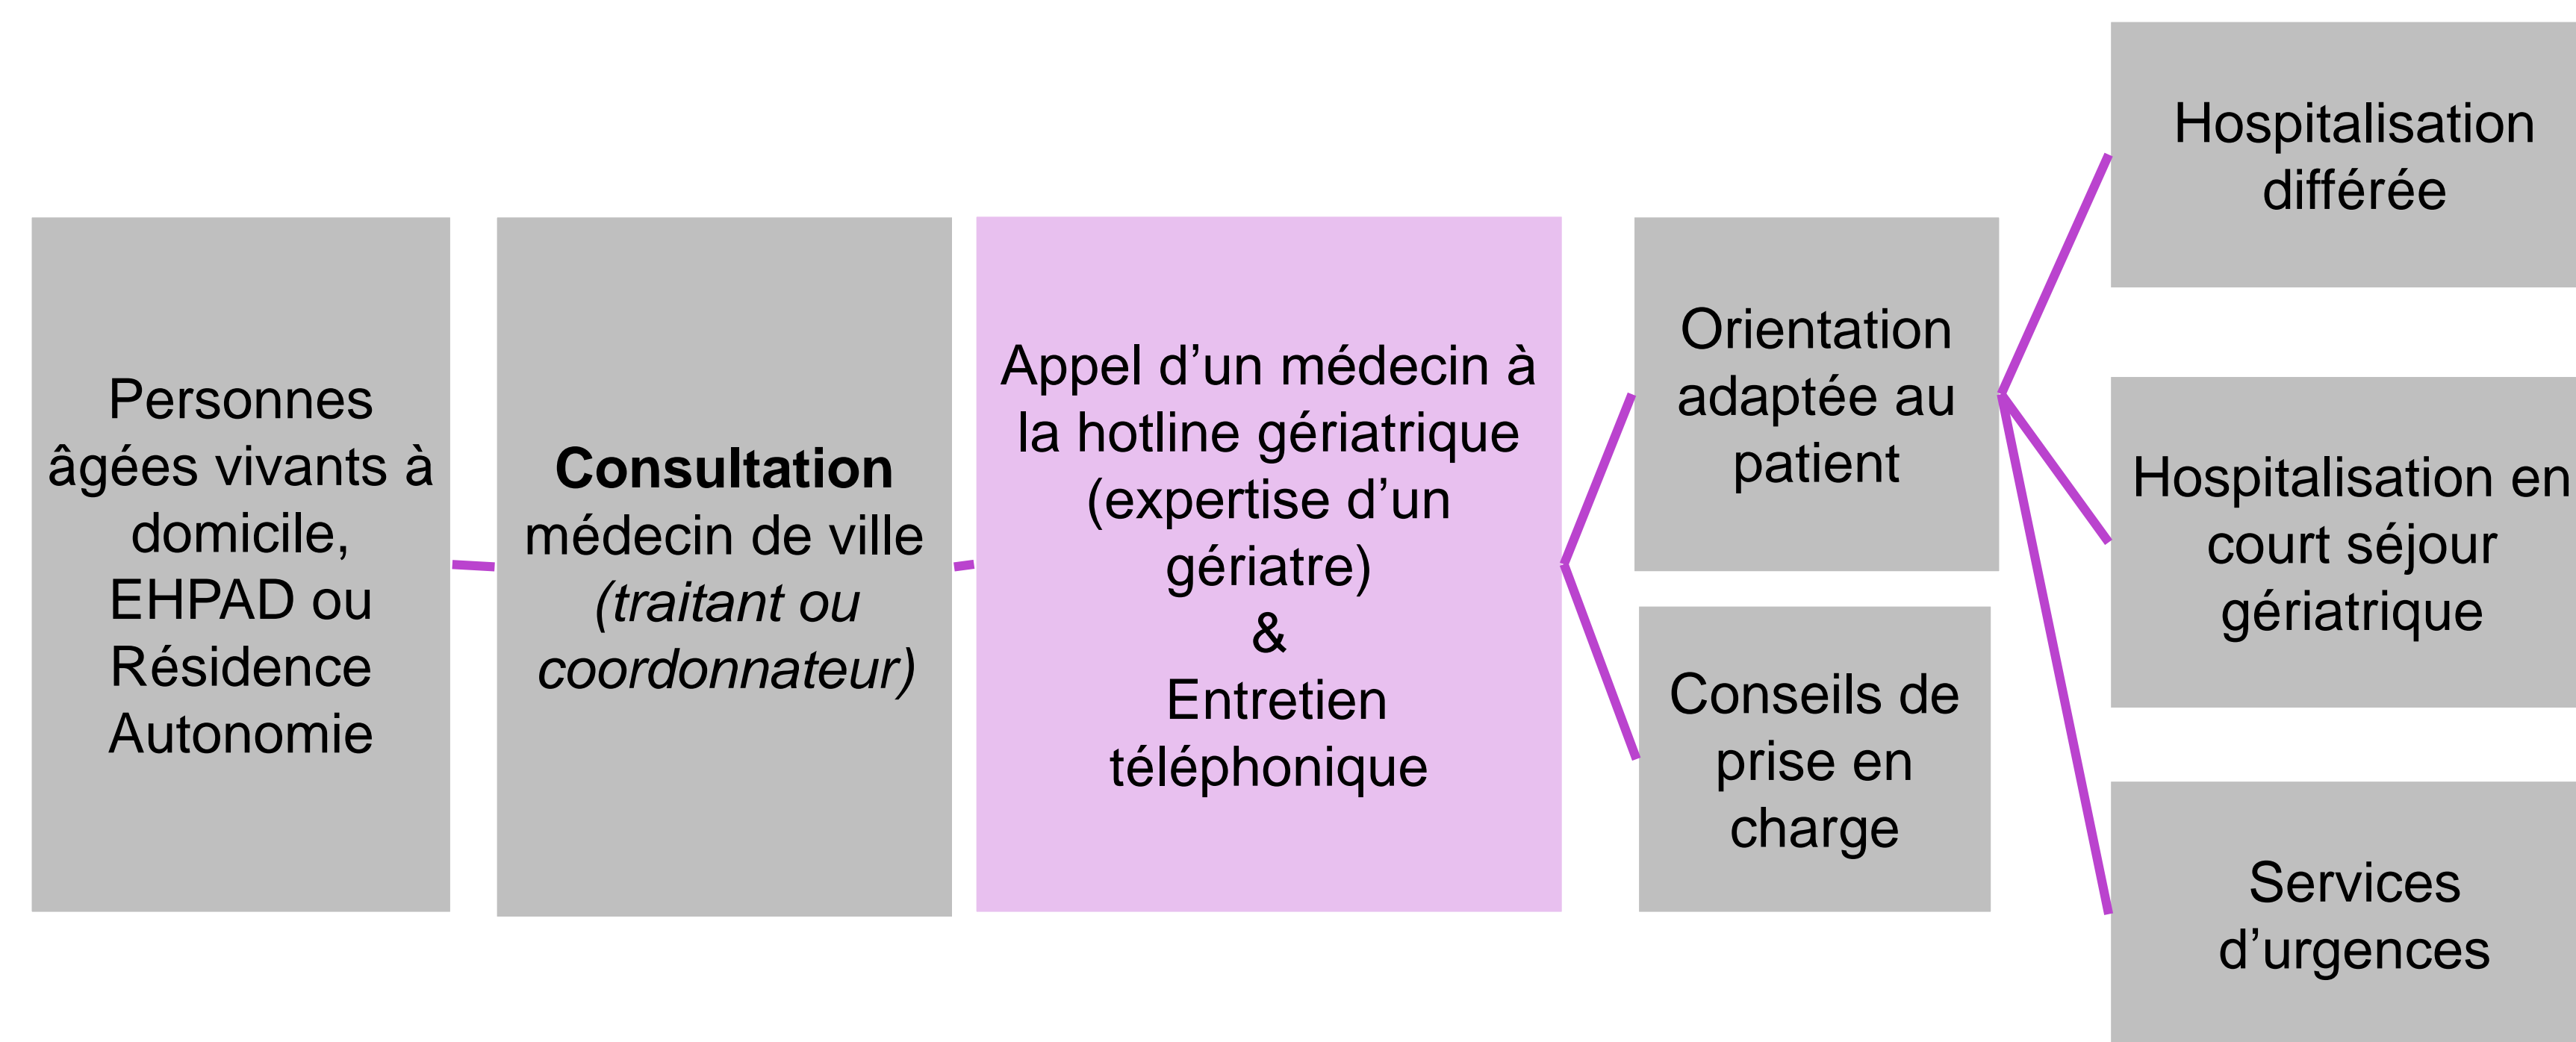 Personnes
âgées vivants à
domicile,
EHPAD ou
Résidence
Autonomie
Consultation
médecin de ville
(traitant ou
coordonnateur)
Appel d’un médecin à
la hotline gériatrique
(expertise d’un
gériatre)
&
Entretien
téléphonique
Orientation
adaptée au
patient
Conseils de
prise en
charge
Hospitalisation
différée
Hospitalisation en
court séjour
gériatrique
Services
d’urgences